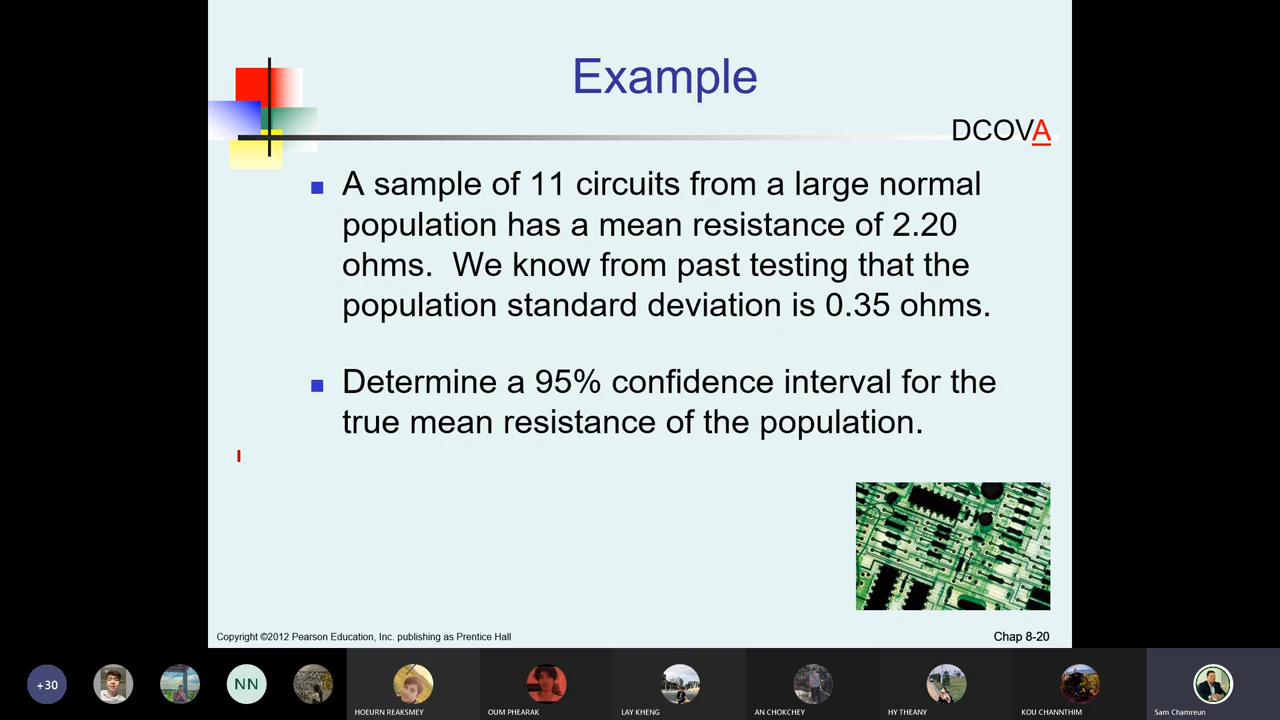 Example
DCOVA
A sample of 11 circuits from a large normal
population has a mean resistance of 2.20
ohms.  We know from past testing that the
population standard deviation is 0.35 ohms.
Determine a 95% confidence interval for the
true mean resistance of the population.
Copyright ©2012 Pearson Education, Inc. publishing as Prentice Hall
Chap 8-20
+30
NN
HOEURN REAKSMEY
OUM PHEARAK
LAY KHENG
AN CHOKCHEY
HY THEANY
KOU CHANNTHIM
Sam Chamreun